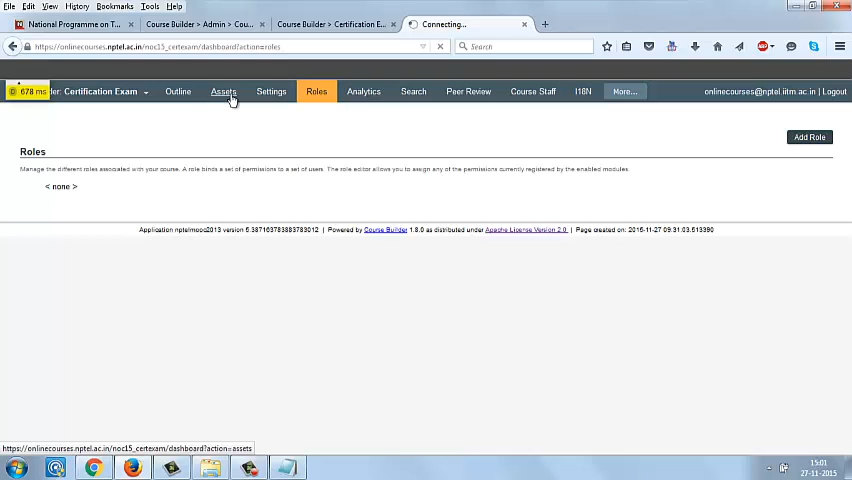 File Edit View History Bookmarks Tools Help
National Programme on T...
Course Builder > Admin > Cou...
Course Builder > Certification E...
Connecting...
https://onlinecourses.nptel.ac.in/noc15_certexam/dashboard?action=roles
Search
678 ms
der: Certification Exam
Outline Assets Settings Roles Analytics Search Peer Review Course Staff I18N More...
onlinecourses@nptel.iitm.ac.in | Logout
Add Role
Roles
Manage the different roles associated with your course. A role binds a set of permissions to a set of users. The role editor allows you to assign any of the permissions currently registered by the enabled modules.
< none >
Application nptelmooc2013 version 5.387163783883783012 | Powered by Course Builder 1.8.0 as distributed under Apache License Version 2.0 | Page created on: 2015-11-27 09:31:03.513390
https://onlinecourses.nptel.ac.in/noc15_certexam/dashboard?action=assets
15:01
27-11-2015